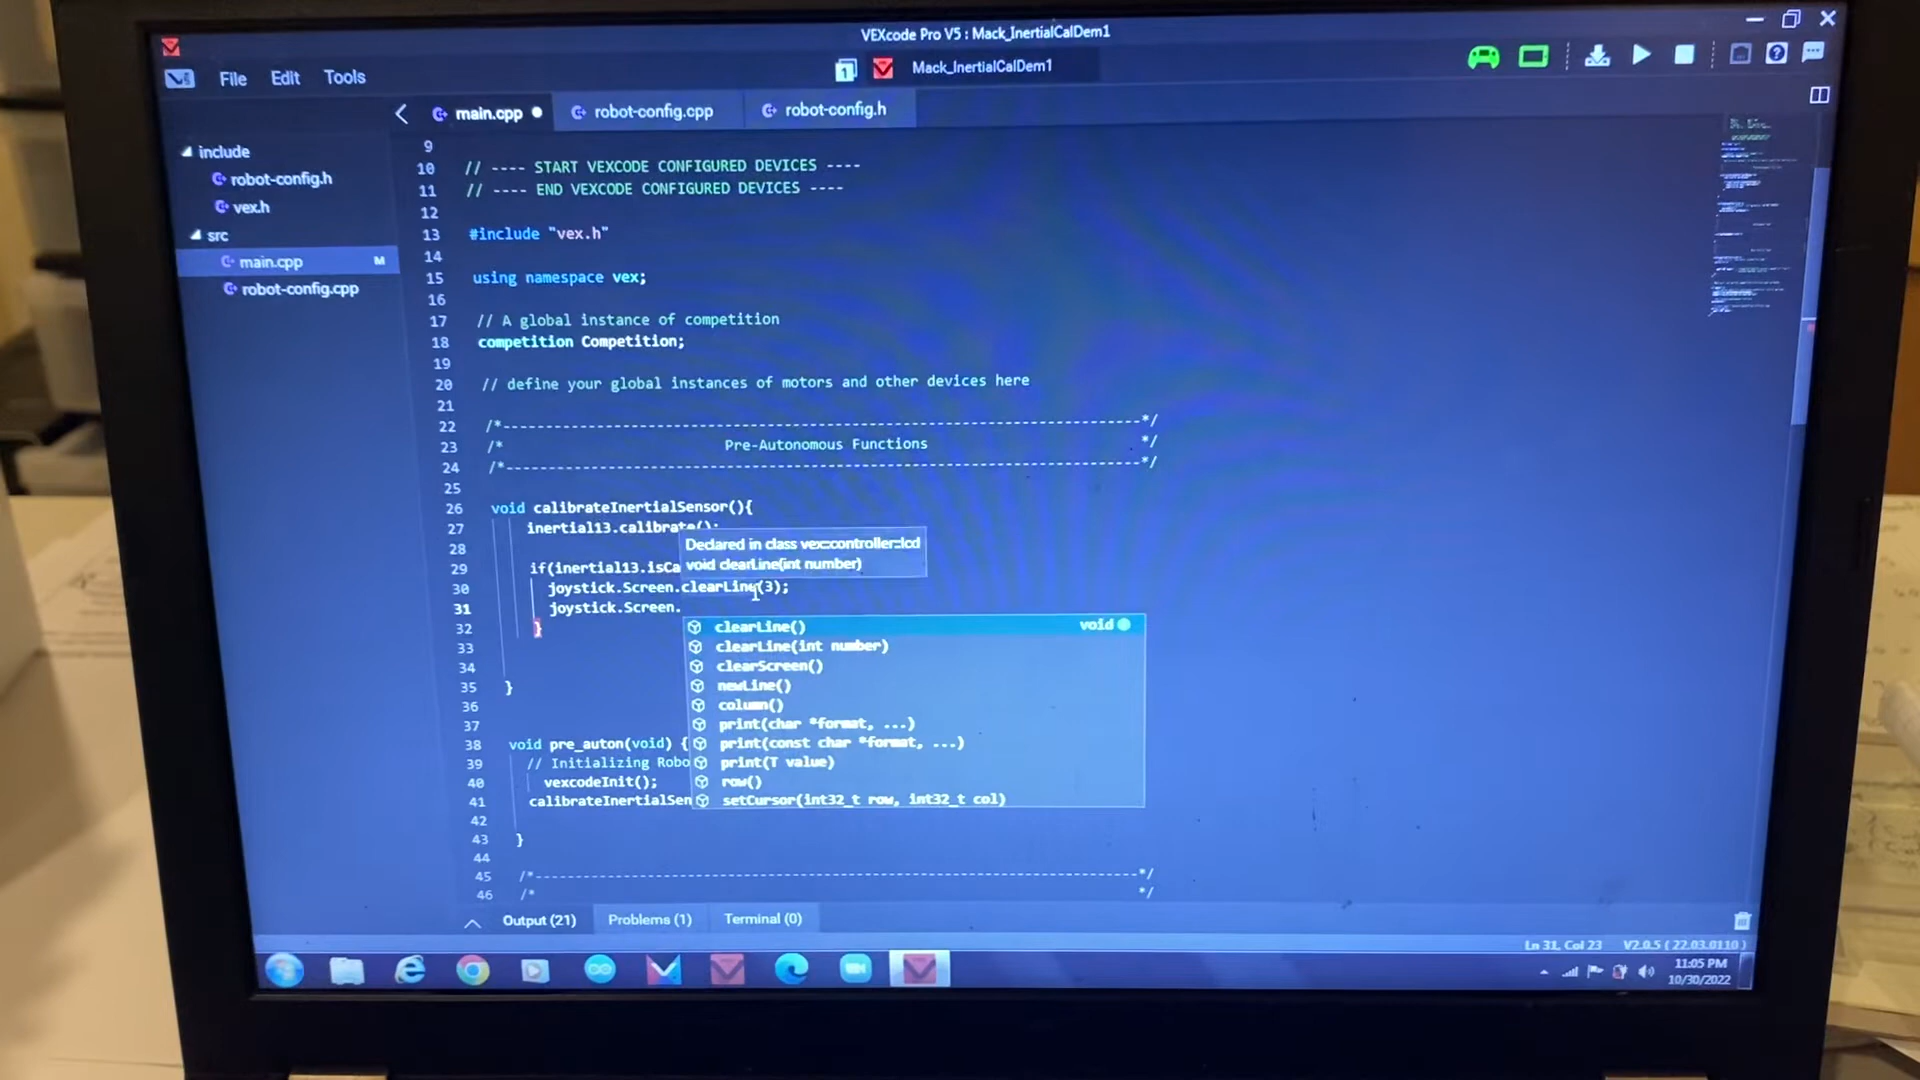 VEXcode Pro V5 : Mack_InertialCalDem1
File Edit Tools
1 Mack_InertialCalDem1
main.cpp robot-config.cpp robot-config.h
include
robot-config.h
vex.h
src
main.cpp M
robot-config.cpp
9
10 // ---- START VEXCODE CONFIGURED DEVICES ----
11 // ---- END VEXCODE CONFIGURED DEVICES ----
12
13 #include "vex.h"
14
15 using namespace vex;
16
17 // A global instance of competition
18 competition Competition;
19
20 // define your global instances of motors and other devices here
21
22 /*---------------------------------------------------------------------------*/
23 /* Pre-Autonomous Functions */
24 /*---------------------------------------------------------------------------*/
25
26 void calibrateInertialSensor(){
27 inertial13.calibrate();
28
Declared in class vex::controller::lcd
void clearLine(int number)
29 if(inertial13.isCa
30 joystick.Screen.clearLine(3);
31 joystick.Screen.
32 }
33
34
35 }
36
37
38 void pre_auton(void) {
39 // Initializing Robo
40 vexcodeInit();
41 calibrateInertialSen
42
43 }
44
45 /*---------------------------------------------------------------------------*/
46 /* */
clearLine() void
clearLine(int number)
clearScreen()
newLine()
column()
print(char *format, ...)
print(const char *format, ...)
print(T value)
row()
setCursor(int32_t row, int32_t col)
Output (21) Problems (1) Terminal (0)
Ln 31, Col 23 V2.0.5 ( 22.03.0110 )
11:05 PM
10/30/2022